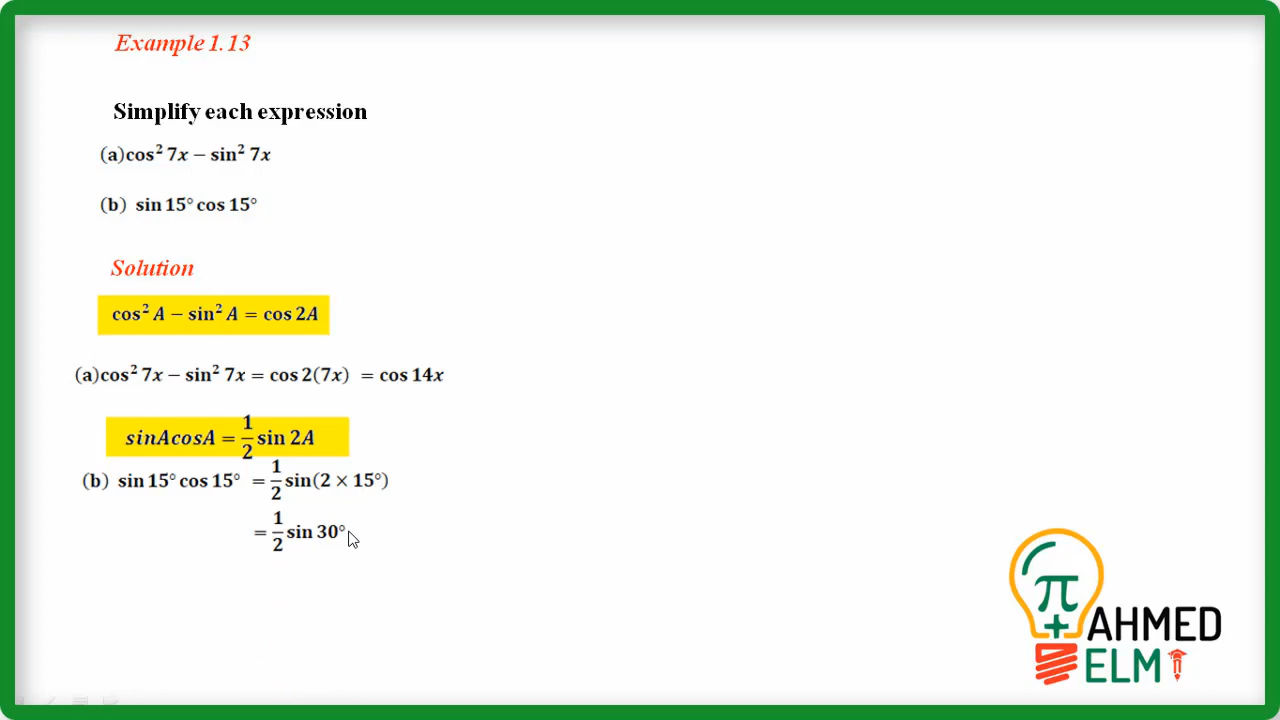 Example 1.13
Simplify each expression
(a)cos² 7x − sin² 7x
(b) sin 15° cos 15°
Solution
cos² A − sin² A = cos 2A
(a)cos² 7x − sin² 7x = cos 2(7x) = cos 14x
sinAcosA = 1/2 sin 2A
(b) sin 15° cos 15° = 1/2 sin(2 × 15°)
= 1/2 sin 30°
π
+
AHMED
ELMI